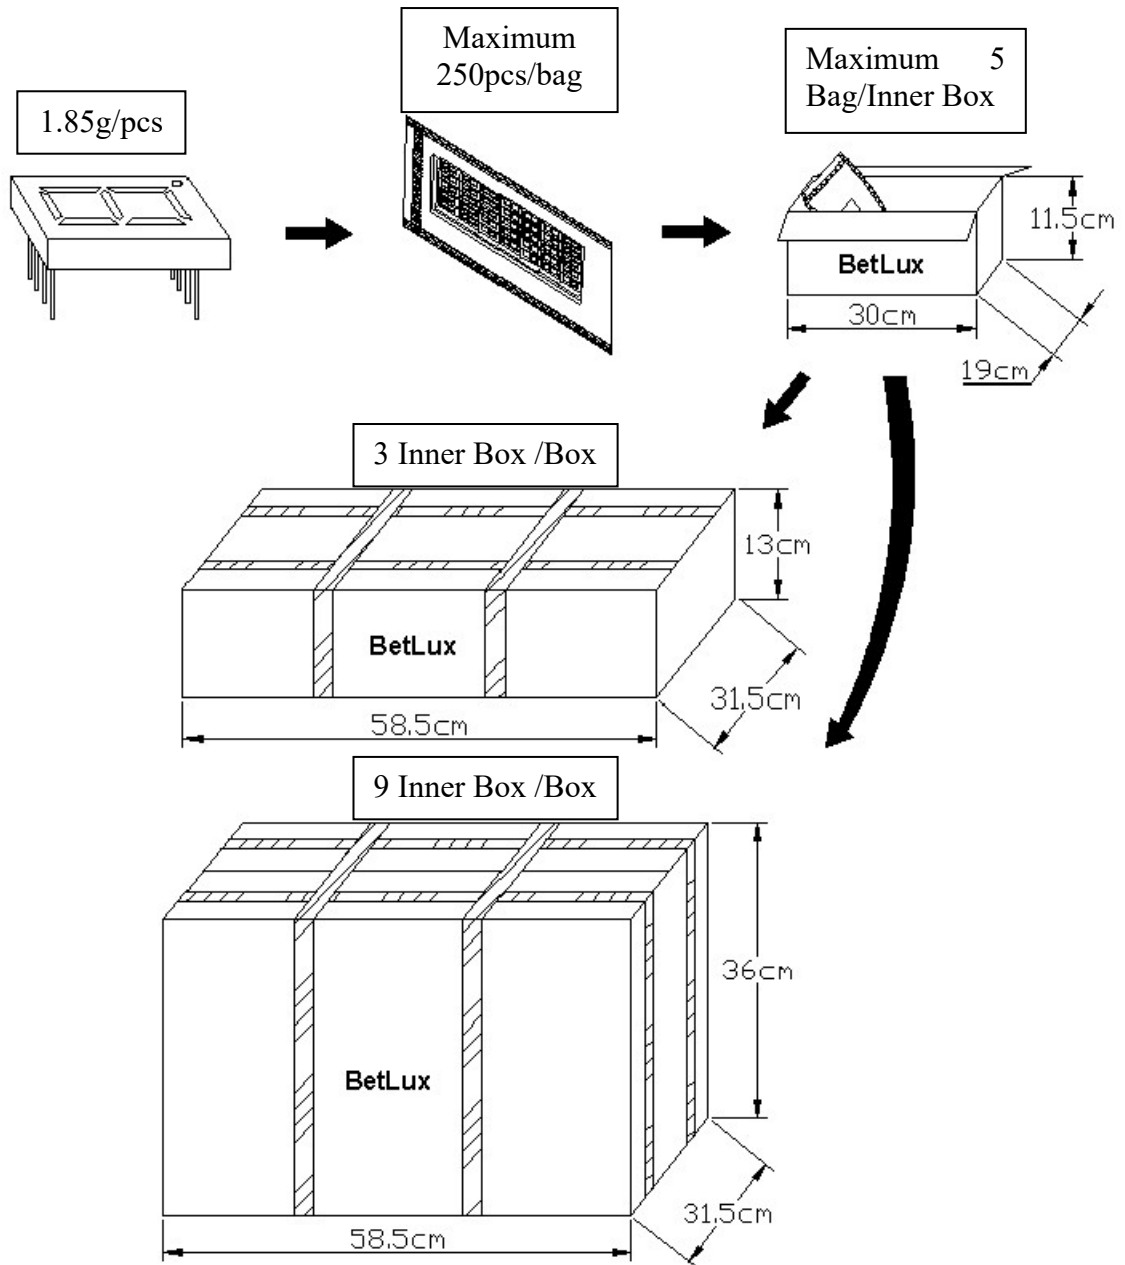 Maximum
250pcs/bag
Maximum 5
Bag/Inner Box
1.85g/pcs
11.5cm
BetLux
30cm
19cm
3 Inner Box /Box
13cm
BetLux
31.5cm
58.5cm
9 Inner Box /Box
36cm
BetLux
31.5cm
58.5cm